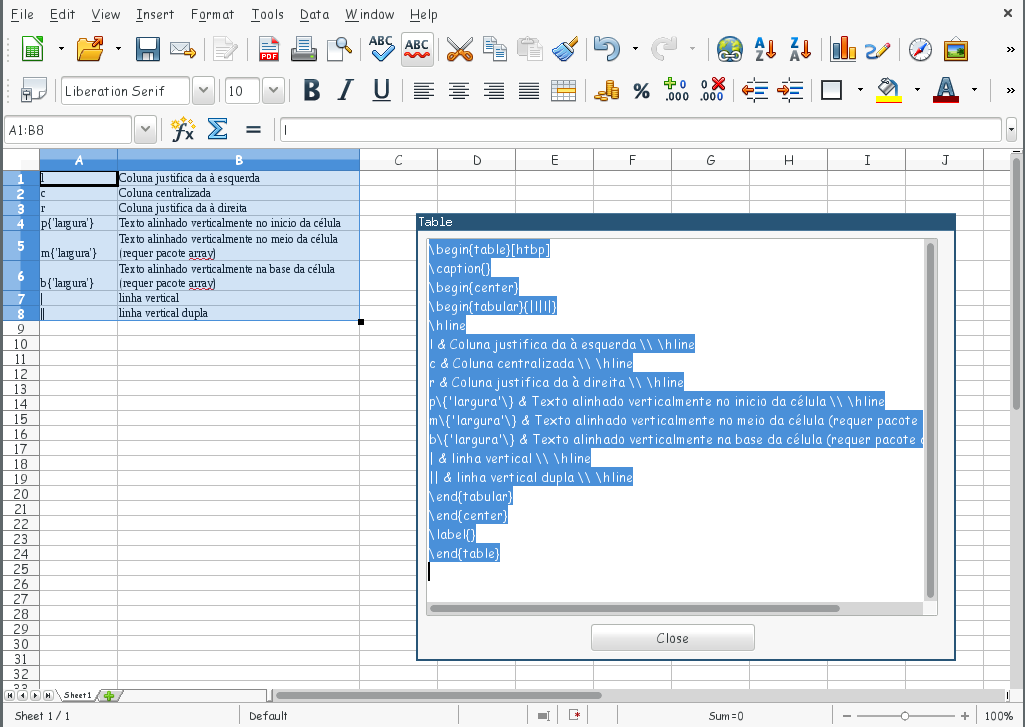 File Edit View Insert Format Tools Data Window Help
PDF ABC ABC A Z Z A
Liberation Serif 10 B I U % .000 .000 A
A1:B8 fx Σ = l
A B C D E F G H I J
1 l Coluna justifica da à esquerda
2 c Coluna centralizada
3 r Coluna justifica da à direita
4 p{'largura'} Texto alinhado verticalmente no inicio da célula
5 m{'largura'} Texto alinhado verticalmente no meio da célula
(requer pacote array)
6 b{'largura'} Texto alinhado verticalmente na base da célula
(requer pacote array)
7 | linha vertical
8 || linha vertical dupla
9
10
11
12
13
14
15
16
17
18
19
20
21
22
23
24
25
26
27
28
29
30
31
32
33
Table
\begin{table}[htbp]
\caption{}
\begin{center}
\begin{tabular}{|l|l|}
\hline
l & Coluna justifica da à esquerda \\ \hline
c & Coluna centralizada \\ \hline
r & Coluna justifica da à direita \\ \hline
p\{'largura'\} & Texto alinhado verticalmente no inicio da célula \\ \hline
m\{'largura'\} & Texto alinhado verticalmente no meio da célula (requer pacote
b\{'largura'\} & Texto alinhado verticalmente na base da célula (requer pacote
| & linha vertical \\ \hline
|| & linha vertical dupla \\ \hline
\end{tabular}
\end{center}
\label{}
\end{table}
Close
Sheet1
Sheet 1 / 1 Default Sum=0 100%